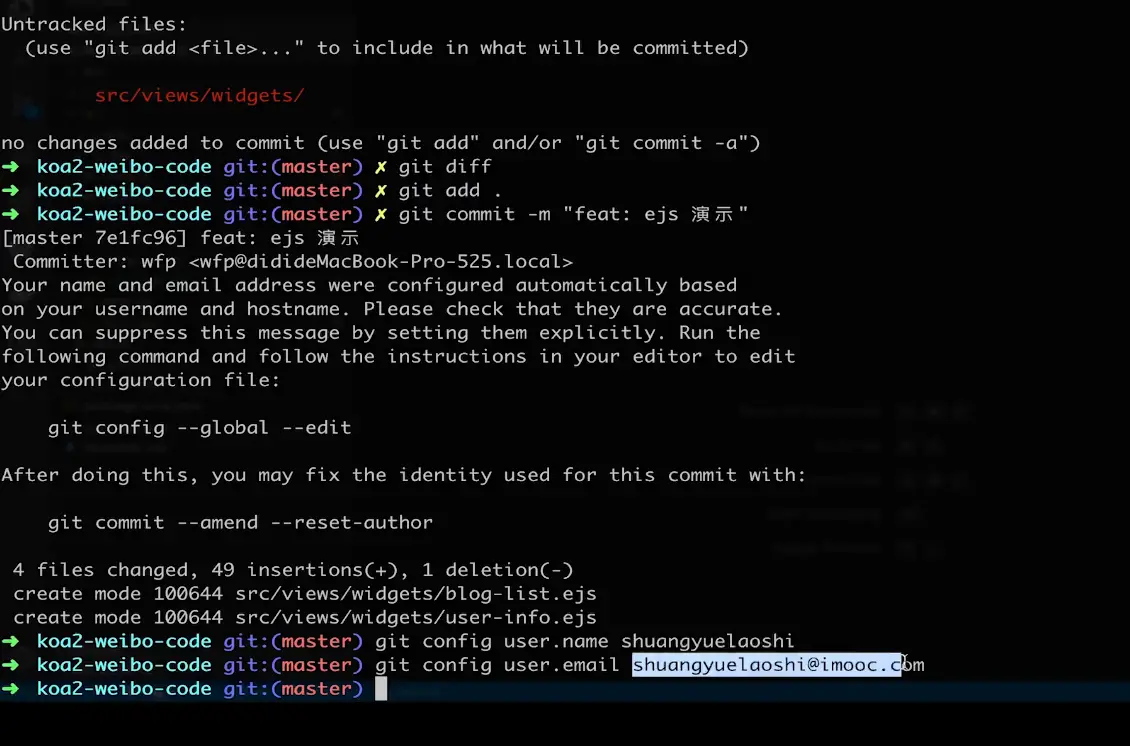 Untracked files:
(use "git add <file>..." to include in what will be committed)
src/views/widgets/
no changes added to commit (use "git add" and/or "git commit -a")
➜ koa2-weibo-code git:(master) ✗ git diff
➜ koa2-weibo-code git:(master) ✗ git add .
➜ koa2-weibo-code git:(master) ✗ git commit -m "feat: ejs 演示"
[master 7e1fc96] feat: ejs 演示
Committer: wfp <wfp@didideMacBook-Pro-525.local>
Your name and email address were configured automatically based
on your username and hostname. Please check that they are accurate.
You can suppress this message by setting them explicitly. Run the
following command and follow the instructions in your editor to edit
your configuration file:
git config --global --edit
After doing this, you may fix the identity used for this commit with:
git commit --amend --reset-author
4 files changed, 49 insertions(+), 1 deletion(-)
create mode 100644 src/views/widgets/blog-list.ejs
create mode 100644 src/views/widgets/user-info.ejs
➜ koa2-weibo-code git:(master) git config user.name shuangyuelaoshi
➜ koa2-weibo-code git:(master) git config user.email shuangyuelaoshi@imooc.com
➜ koa2-weibo-code git:(master)